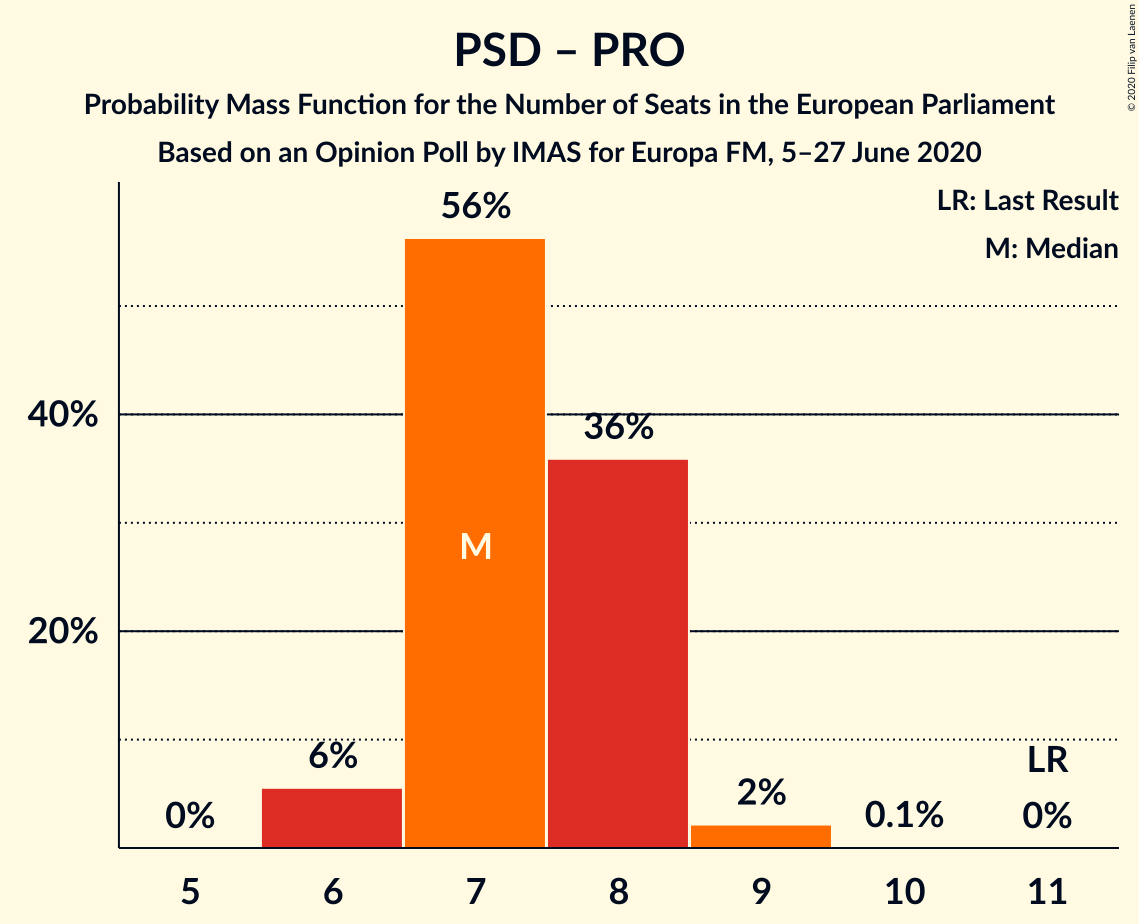 PSD – PRO
Probability Mass Function for the Number of Seats in the European Parliament
Based on an Opinion Poll by IMAS for Europa FM, 5–27 June 2020
© 2020 Filip van Laenen
LR: Last Result
M: Median
56%
40%
36%
M
20%
6%
LR
0%
2%
0.1%
0%
5 6 7 8 9 10 11